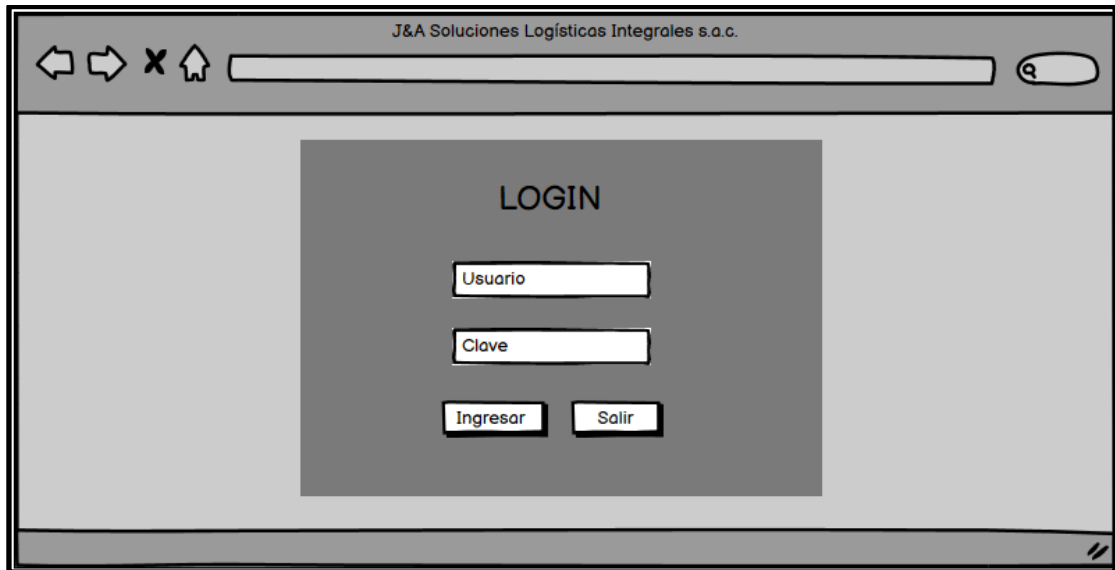 J&A Soluciones Logísticas Integrales s.a.c.
LOGIN
Usuario
Clave
Ingresar Salir